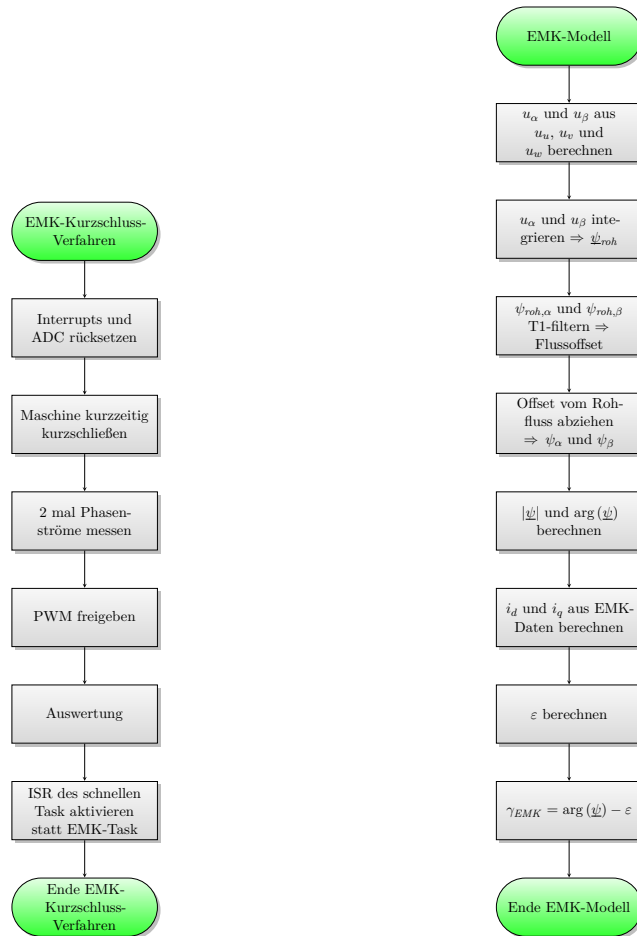 EMK-Kurzschluss-
Verfahren
Interrupts und
ADC rücksetzen
Maschine kurzzeitig
kurzschließen
2 mal Phasen-
ströme messen
PWM freigeben
Auswertung
ISR des schnellen
Task aktivieren
statt EMK-Task
Ende EMK-
Kurzschluss-
Verfahren
EMK-Modell
u_α und u_β aus
u_u, u_v und
u_w berechnen
u_α und u_β inte-
grieren ⇒ ψ_roh
ψ_roh,α und ψ_roh,β
T1-filtern ⇒
Flussoffset
Offset vom Roh-
fluss abziehen
⇒ ψ_α und ψ_β
|ψ| und arg (ψ)
berechnen
i_d und i_q aus EMK-
Daten berechnen
ε berechnen
γ_EMK = arg (ψ) − ε
Ende EMK-Modell